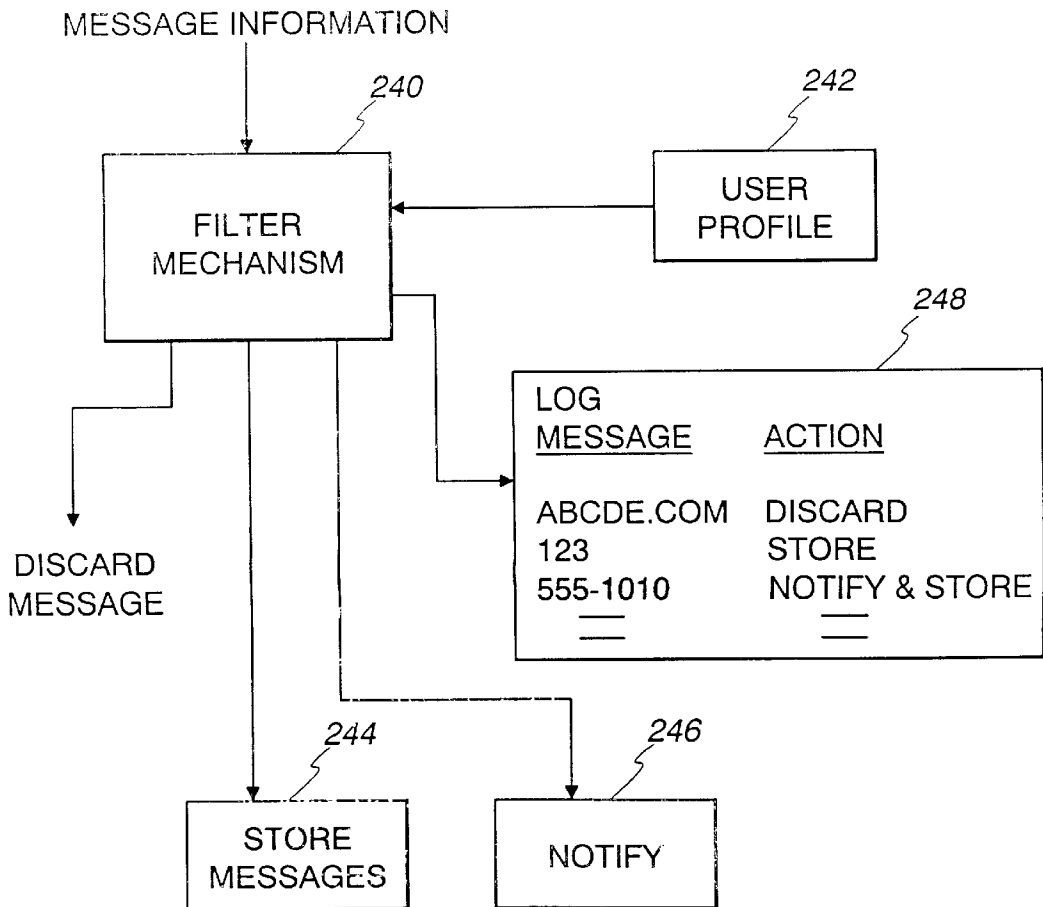 MESSAGE INFORMATION
240
242
FILTER
MECHANISM
USER
PROFILE
248
LOG
MESSAGE ACTION
ABCDE.COM DISCARD
123 STORE
555-1010 NOTIFY & STORE
DISCARD
MESSAGE
244
246
STORE
MESSAGES
NOTIFY